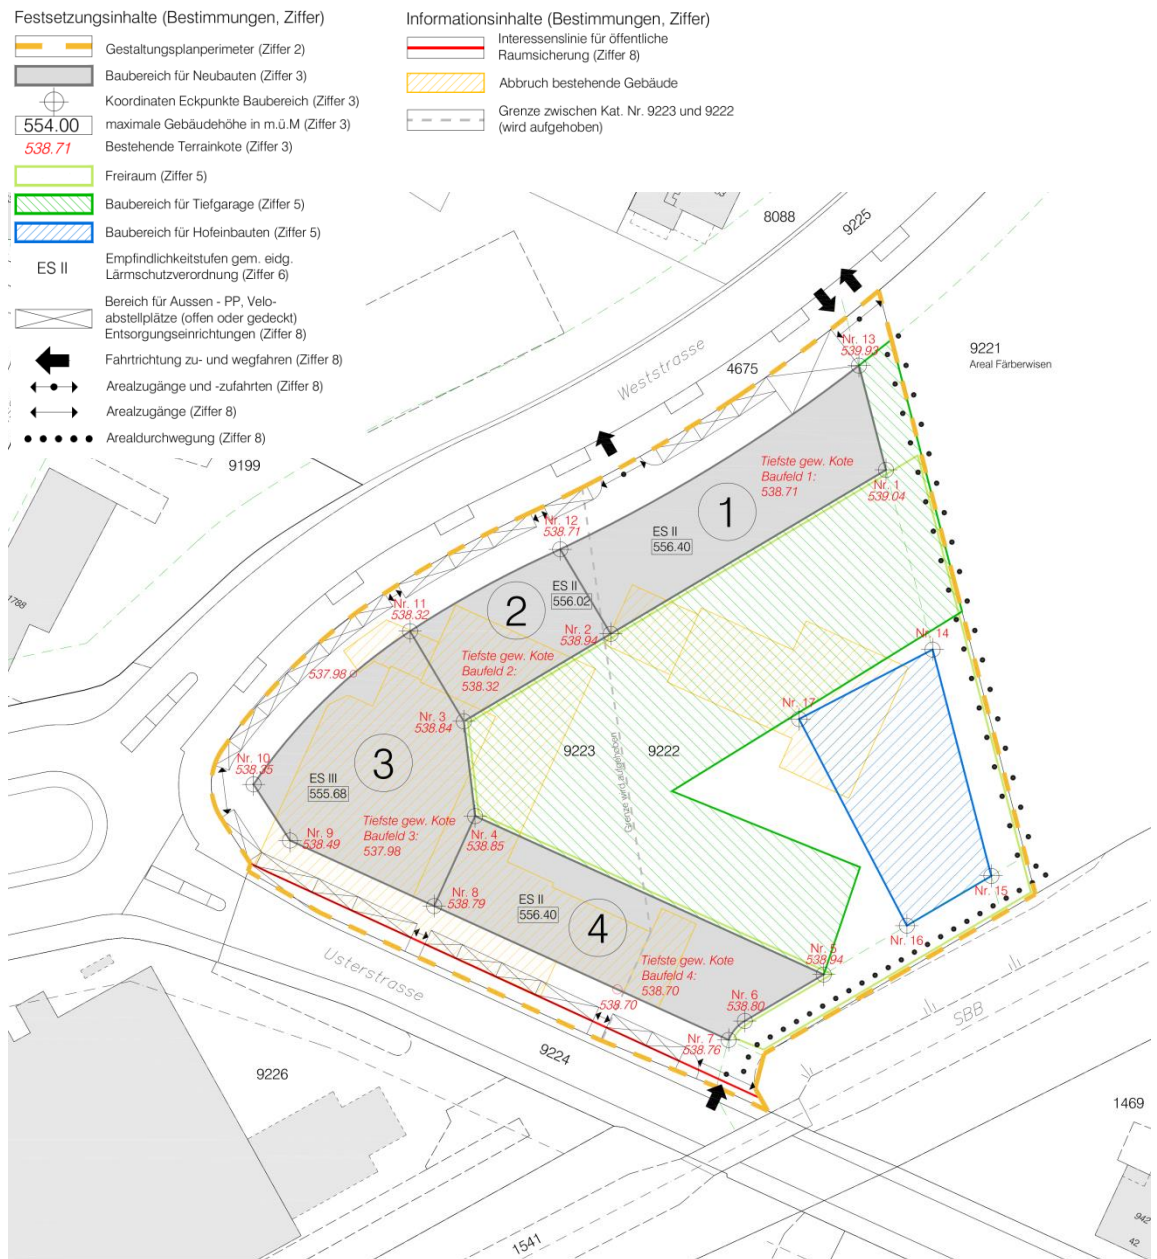 Festsetzungsinhalte (Bestimmungen, Ziffer)
Gestaltungsplanperimeter (Ziffer 2)
Baubereich für Neubauten (Ziffer 3)
Koordinaten Eckpunkte Baubereich (Ziffer 3)
554.00
maximale Gebäudehöhe in m.ü.M (Ziffer 3)
538.71
Bestehende Terrainkote (Ziffer 3)
Freiraum (Ziffer 5)
Baubereich für Tiefgarage (Ziffer 5)
Baubereich für Hofeinbauten (Ziffer 5)
ES II
Empfindlichkeitstufen gem. eidg.
Lärmschutzverordnung (Ziffer 6)
Bereich für Aussen - PP, Velo-
abstellplätze (offen oder gedeckt)
Entsorgungseinrichtungen (Ziffer 8)
Fahrtrichtung zu- und wegfahren (Ziffer 8)
Arealzugänge und -zufahrten (Ziffer 8)
Arealzugänge (Ziffer 8)
Arealdurchwegung (Ziffer 8)
Informationsinhalte (Bestimmungen, Ziffer)
Interessenslinie für öffentliche
Raumsicherung (Ziffer 8)
Abbruch bestehende Gebäude
Grenze zwischen Kat. Nr. 9223 und 9222
(wird aufgehoben)
8088
9225
Nr. 13
539.93
9221
Areal Färberwisen
Weststrasse
4675
9199
Tiefste gew. Kote
Baufeld 1:
538.71
Nr. 1
539.04
1
ES II
556.40
Nr. 12
538.71
ES II
556.02
2
Nr. 11
538.32
Nr. 2
538.94
Tiefste gew. Kote
Baufeld 2:
538.32
537.98
1788
Nr. 14
Nr. 17
Nr. 3
538.84
9223
9222
Grenze wird aufgehoben
3
Nr. 10
538.35
ES III
555.68
Tiefste gew. Kote
Baufeld 3:
537.98
Nr. 4
538.85
Nr. 9
538.49
Nr. 8
538.79
ES II
556.40
4
Nr. 15
Nr. 16
Tiefste gew. Kote
Baufeld 4:
538.70
538.70
Nr. 5
538.94
Nr. 6
538.80
Nr. 7
538.76
Usterstrasse
SBB
9224
9226
1469
1541
942
42